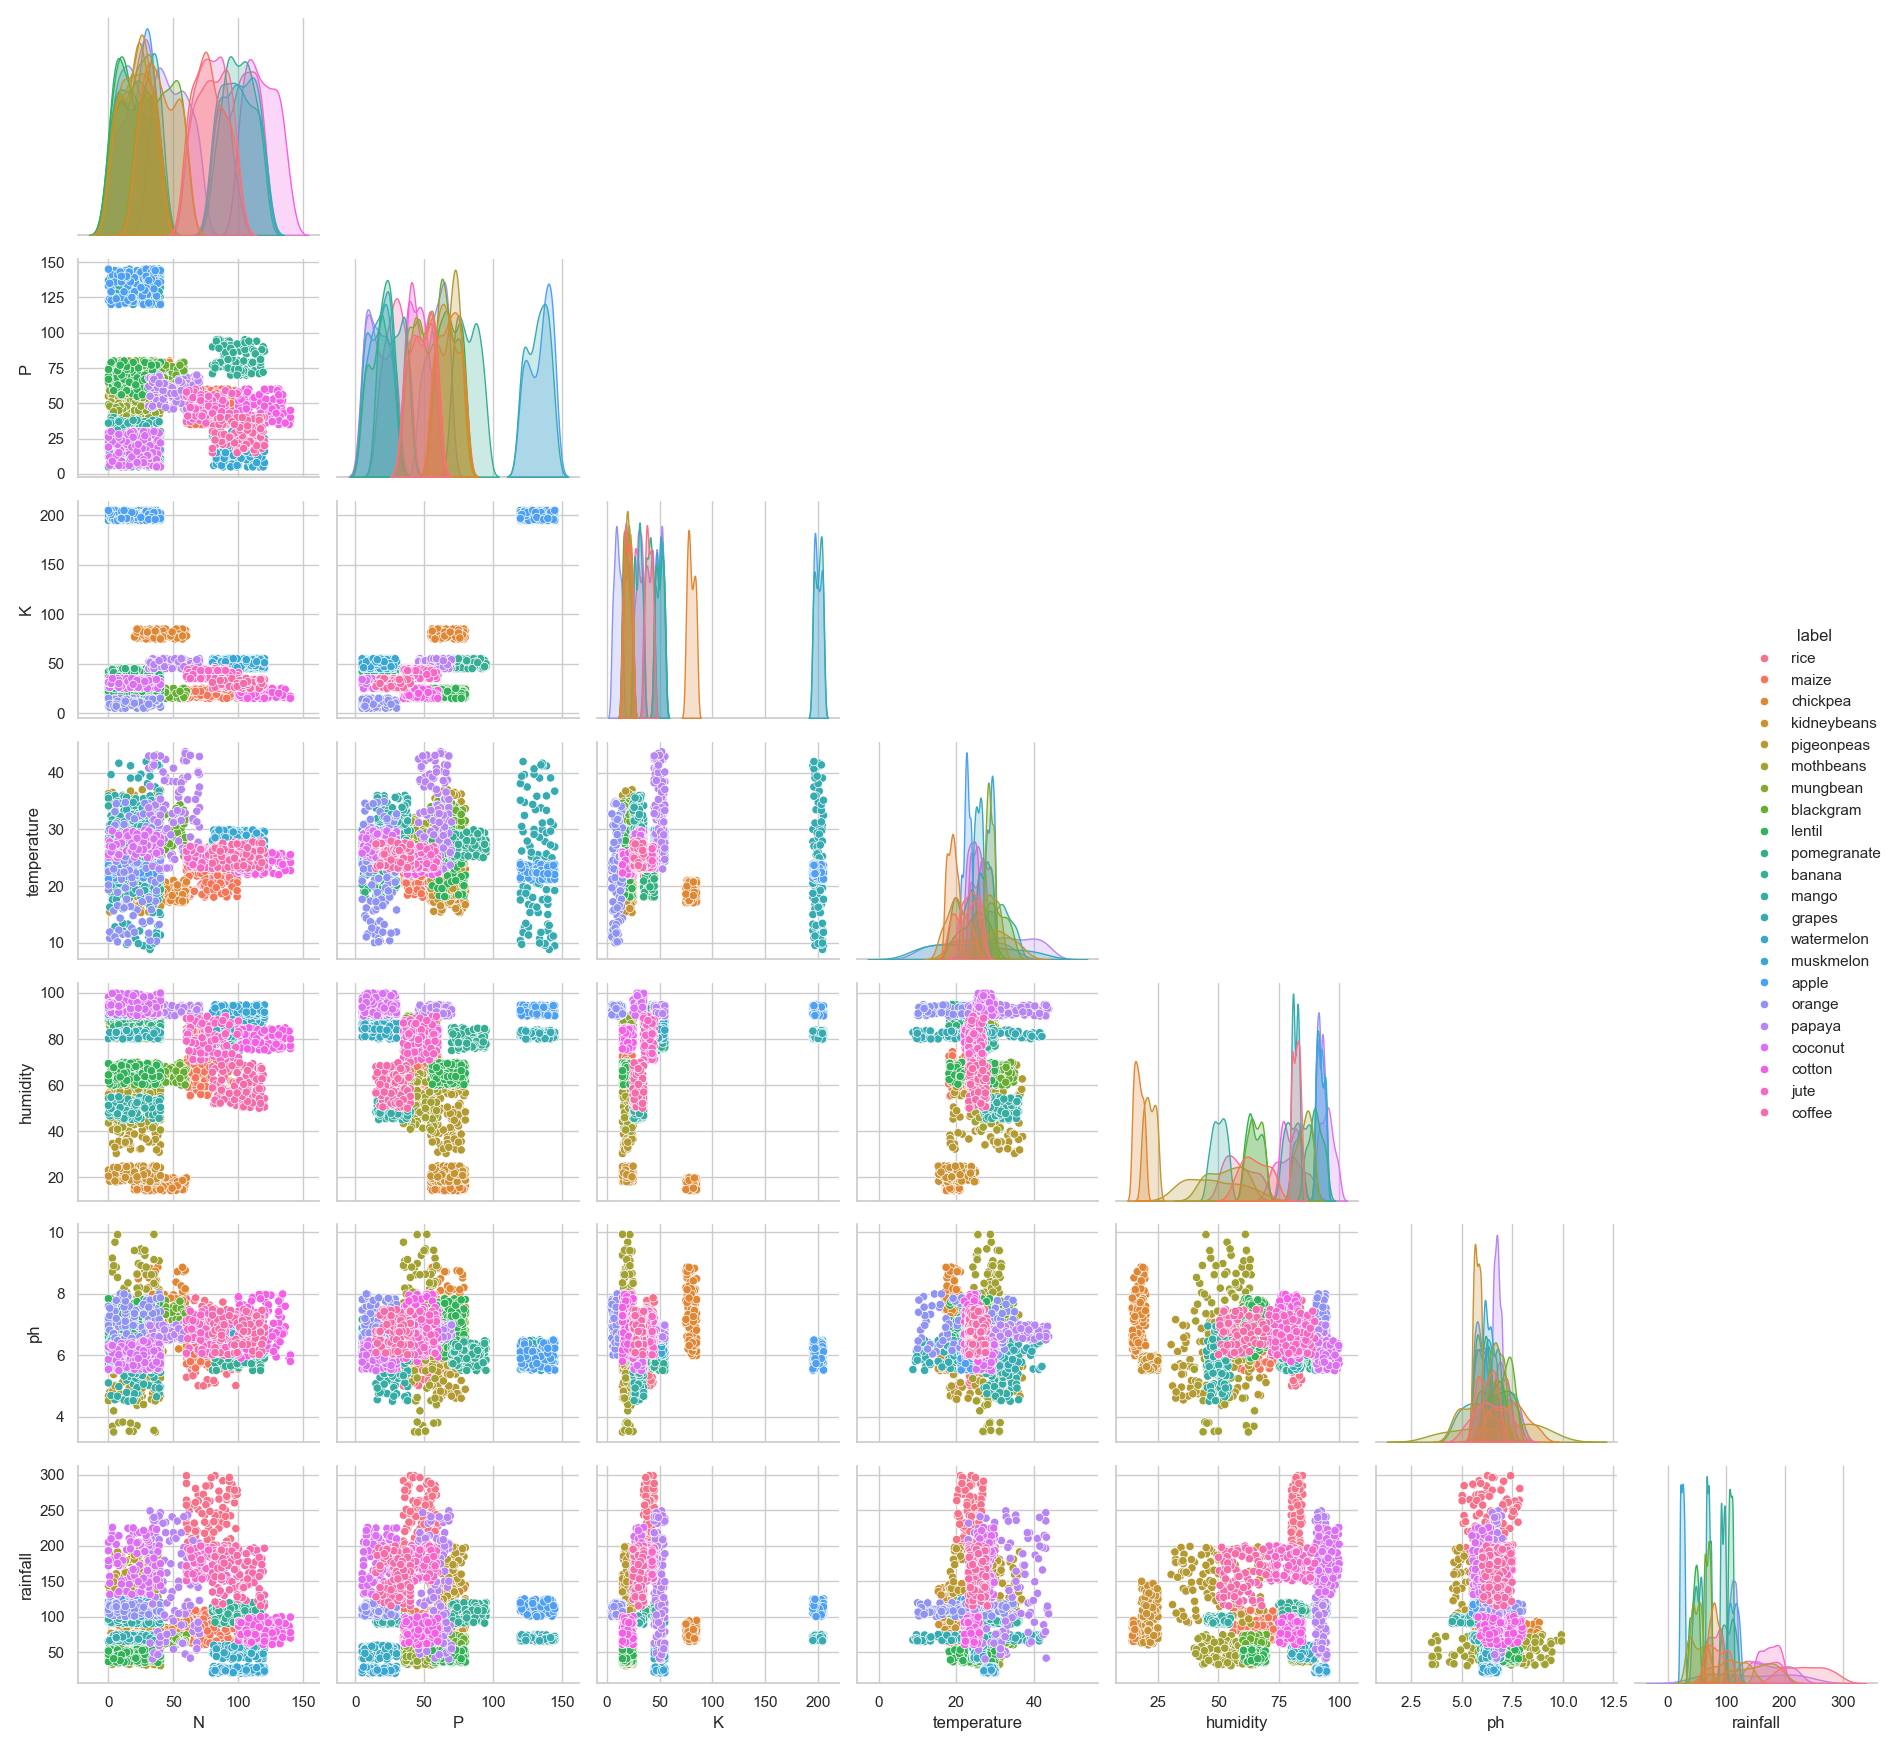 P
150
125
100
75
50
25
0
K
200
150
100
50
0
temperature
40
30
20
10
humidity
100
80
60
40
20
ph
10
8
6
4
rainfall
300
250
200
150
100
50
0 50 100 150
N
0 50 100 150
P
0 50 100 150 200
K
0 20 40
temperature
25 50 75 100
humidity
2.5 5.0 7.5 10.0 12.5
ph
0 100 200 300
rainfall
label
rice
maize
chickpea
kidneybeans
pigeonpeas
mothbeans
mungbean
blackgram
lentil
pomegranate
banana
mango
grapes
watermelon
muskmelon
apple
orange
papaya
coconut
cotton
jute
coffee